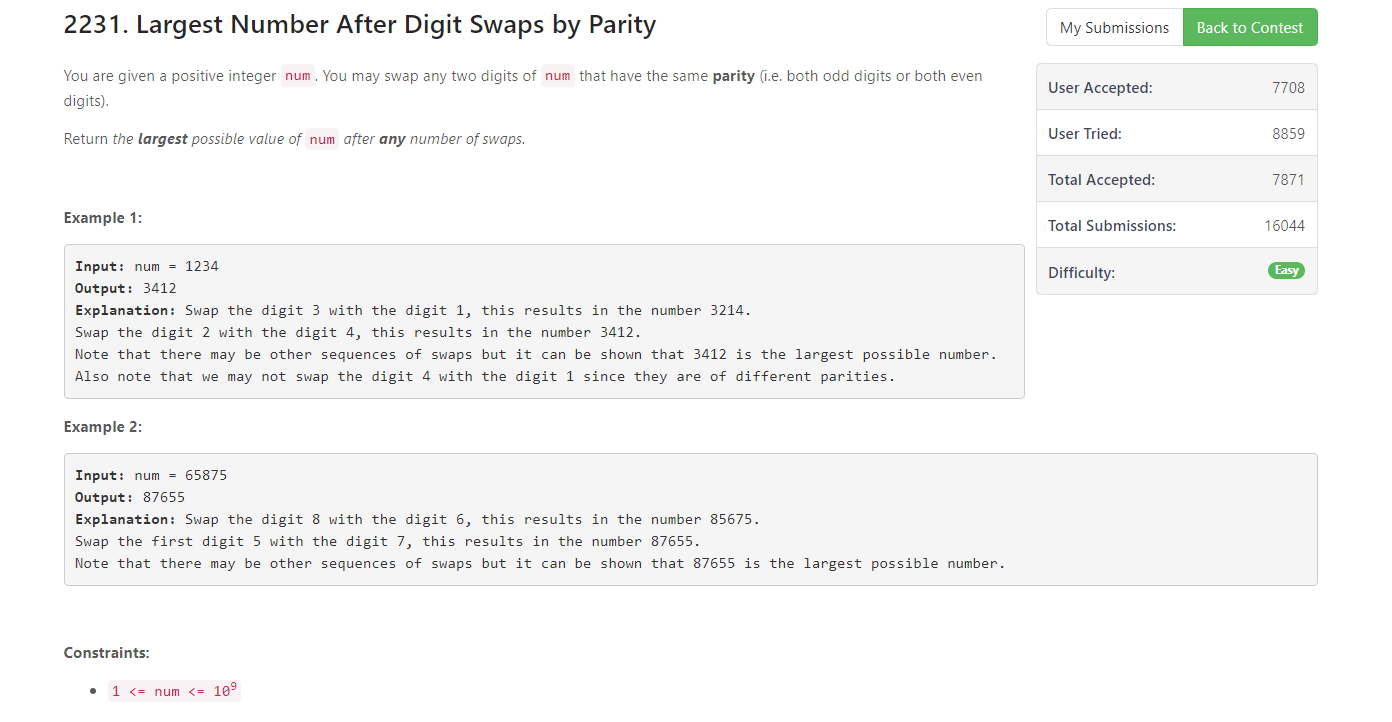 2231. Largest Number After Digit Swaps by Parity
My Submissions
Back to Contest
You are given a positive integer num. You may swap any two digits of num that have the same parity (i.e. both odd digits or both even
digits).
Return the largest possible value of num after any number of swaps.
User Accepted: 7708
User Tried: 8859
Total Accepted: 7871
Total Submissions: 16044
Difficulty: Easy
Example 1:
Input: num = 1234
Output: 3412
Explanation: Swap the digit 3 with the digit 1, this results in the number 3214.
Swap the digit 2 with the digit 4, this results in the number 3412.
Note that there may be other sequences of swaps but it can be shown that 3412 is the largest possible number.
Also note that we may not swap the digit 4 with the digit 1 since they are of different parities.
Example 2:
Input: num = 65875
Output: 87655
Explanation: Swap the digit 8 with the digit 6, this results in the number 85675.
Swap the first digit 5 with the digit 7, this results in the number 87655.
Note that there may be other sequences of swaps but it can be shown that 87655 is the largest possible number.
Constraints:
• 1 <= num <= 10⁹